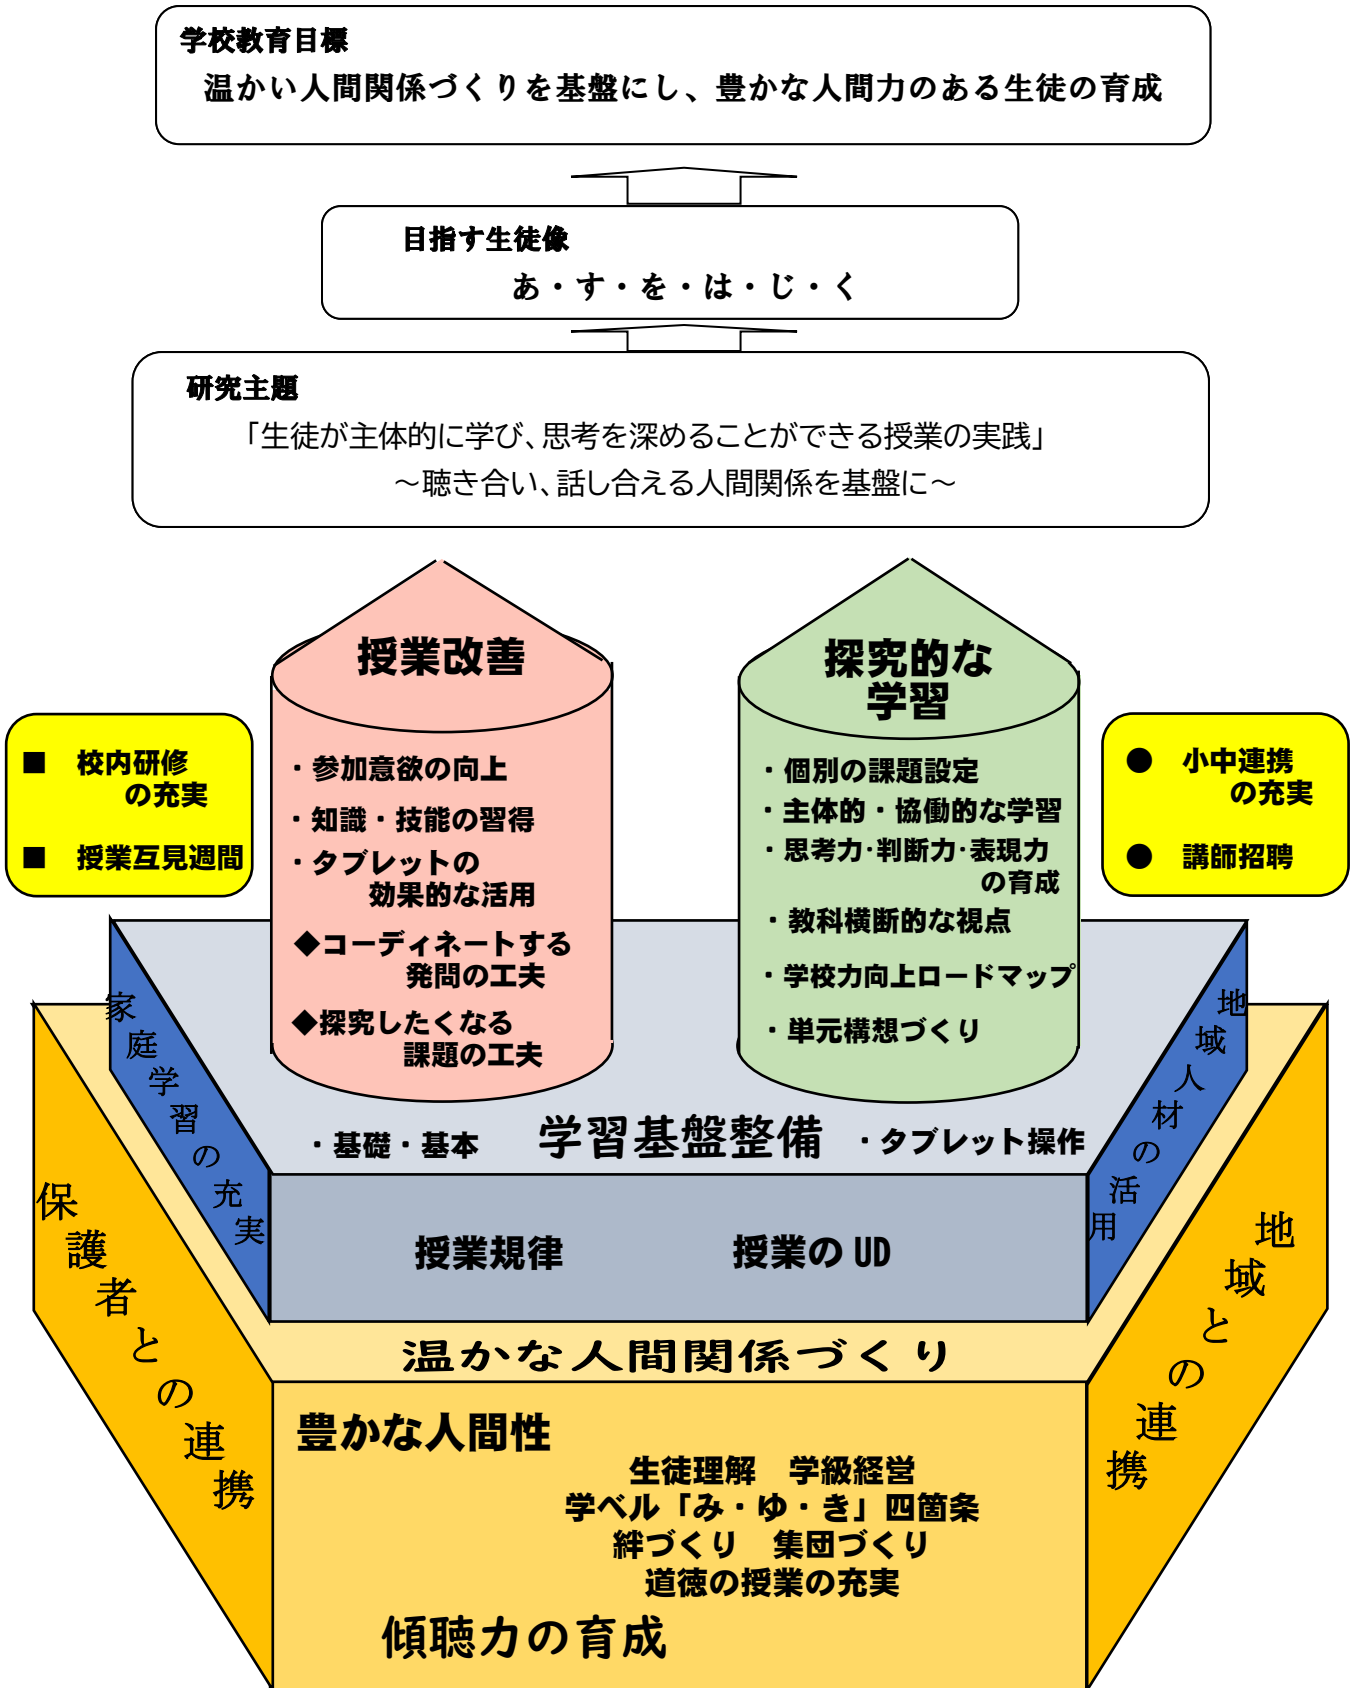 学校教育目標
温かい人間関係づくりを基盤にし、豊かな人間力のある生徒の育成
目指す生徒像
あ・す・を・は・じ・く
研究主題
「生徒が主体的に学び、思考を深めることができる授業の実践」
～聴き合い、話し合える人間関係を基盤に～
授業改善
・参加意欲の向上
・知識・技能の習得
・タブレットの
効果的な活用
◆コーディネートする
発問の工夫
◆探究したくなる
課題の工夫
探究的な
学習
・個別の課題設定
・主体的・協働的な学習
・思考力・判断力・表現力
の育成
・教科横断的な視点
・学校力向上ロードマップ
・単元構想づくり
■ 校内研修
の充実
■ 授業互見週間
● 小中連携
の充実
● 講師招聘
家庭学習の充実
地域人材の活用
・基礎・基本 学習基盤整備 ・タブレット操作
授業規律 授業のUD
保護者との連携
地域との連携
温かな人間関係づくり
豊かな人間性
生徒理解 学級経営
学ベル「み・ゆ・き」四箇条
絆づくり 集団づくり
道徳の授業の充実
傾聴力の育成